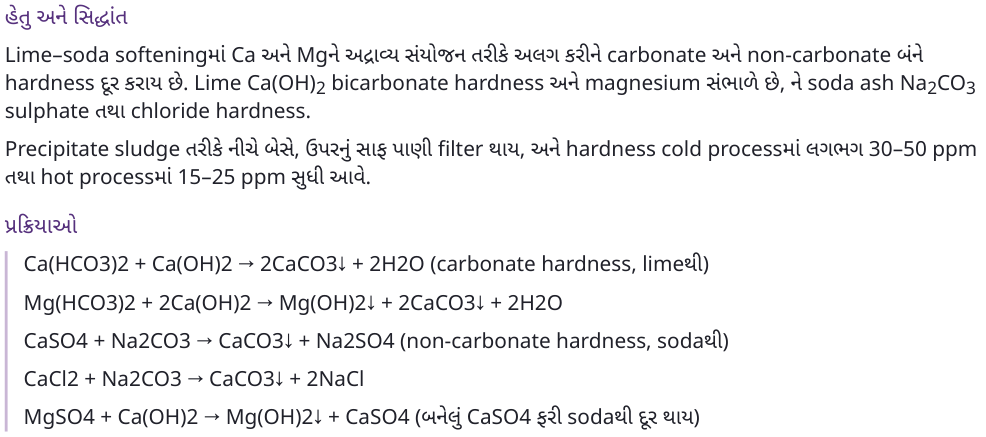 હેતુ અને સિદ્ધાંત
Lime–soda softeningમાં Ca અને Mgને અદ્રાવ્ય સંયોજન તરીકે અલગ કરીને carbonate અને non-carbonate બંને
hardness દૂર કરાય છે. Lime Ca(OH)₂ bicarbonate hardness અને magnesium સંભાળે છે, ને soda ash Na₂CO₃
sulphate તથા chloride hardness.
Precipitate sludge તરીકે નીચે બેસે, ઉપરનું સાફ પાણી filter થાય, અને hardness cold processમાં લગભગ 30–50 ppm
તથા hot processમાં 15–25 ppm સુધી આવે.
પ્રક્રિયાઓ
Ca(HCO3)2 + Ca(OH)2 → 2CaCO3↓ + 2H2O (carbonate hardness, limeથી)
Mg(HCO3)2 + 2Ca(OH)2 → Mg(OH)2↓ + 2CaCO3↓ + 2H2O
CaSO4 + Na2CO3 → CaCO3↓ + Na2SO4 (non-carbonate hardness, sodaથી)
CaCl2 + Na2CO3 → CaCO3↓ + 2NaCl
MgSO4 + Ca(OH)2 → Mg(OH)2↓ + CaSO4 (બનેલું CaSO4 ફરી sodaથી દૂર થાય)